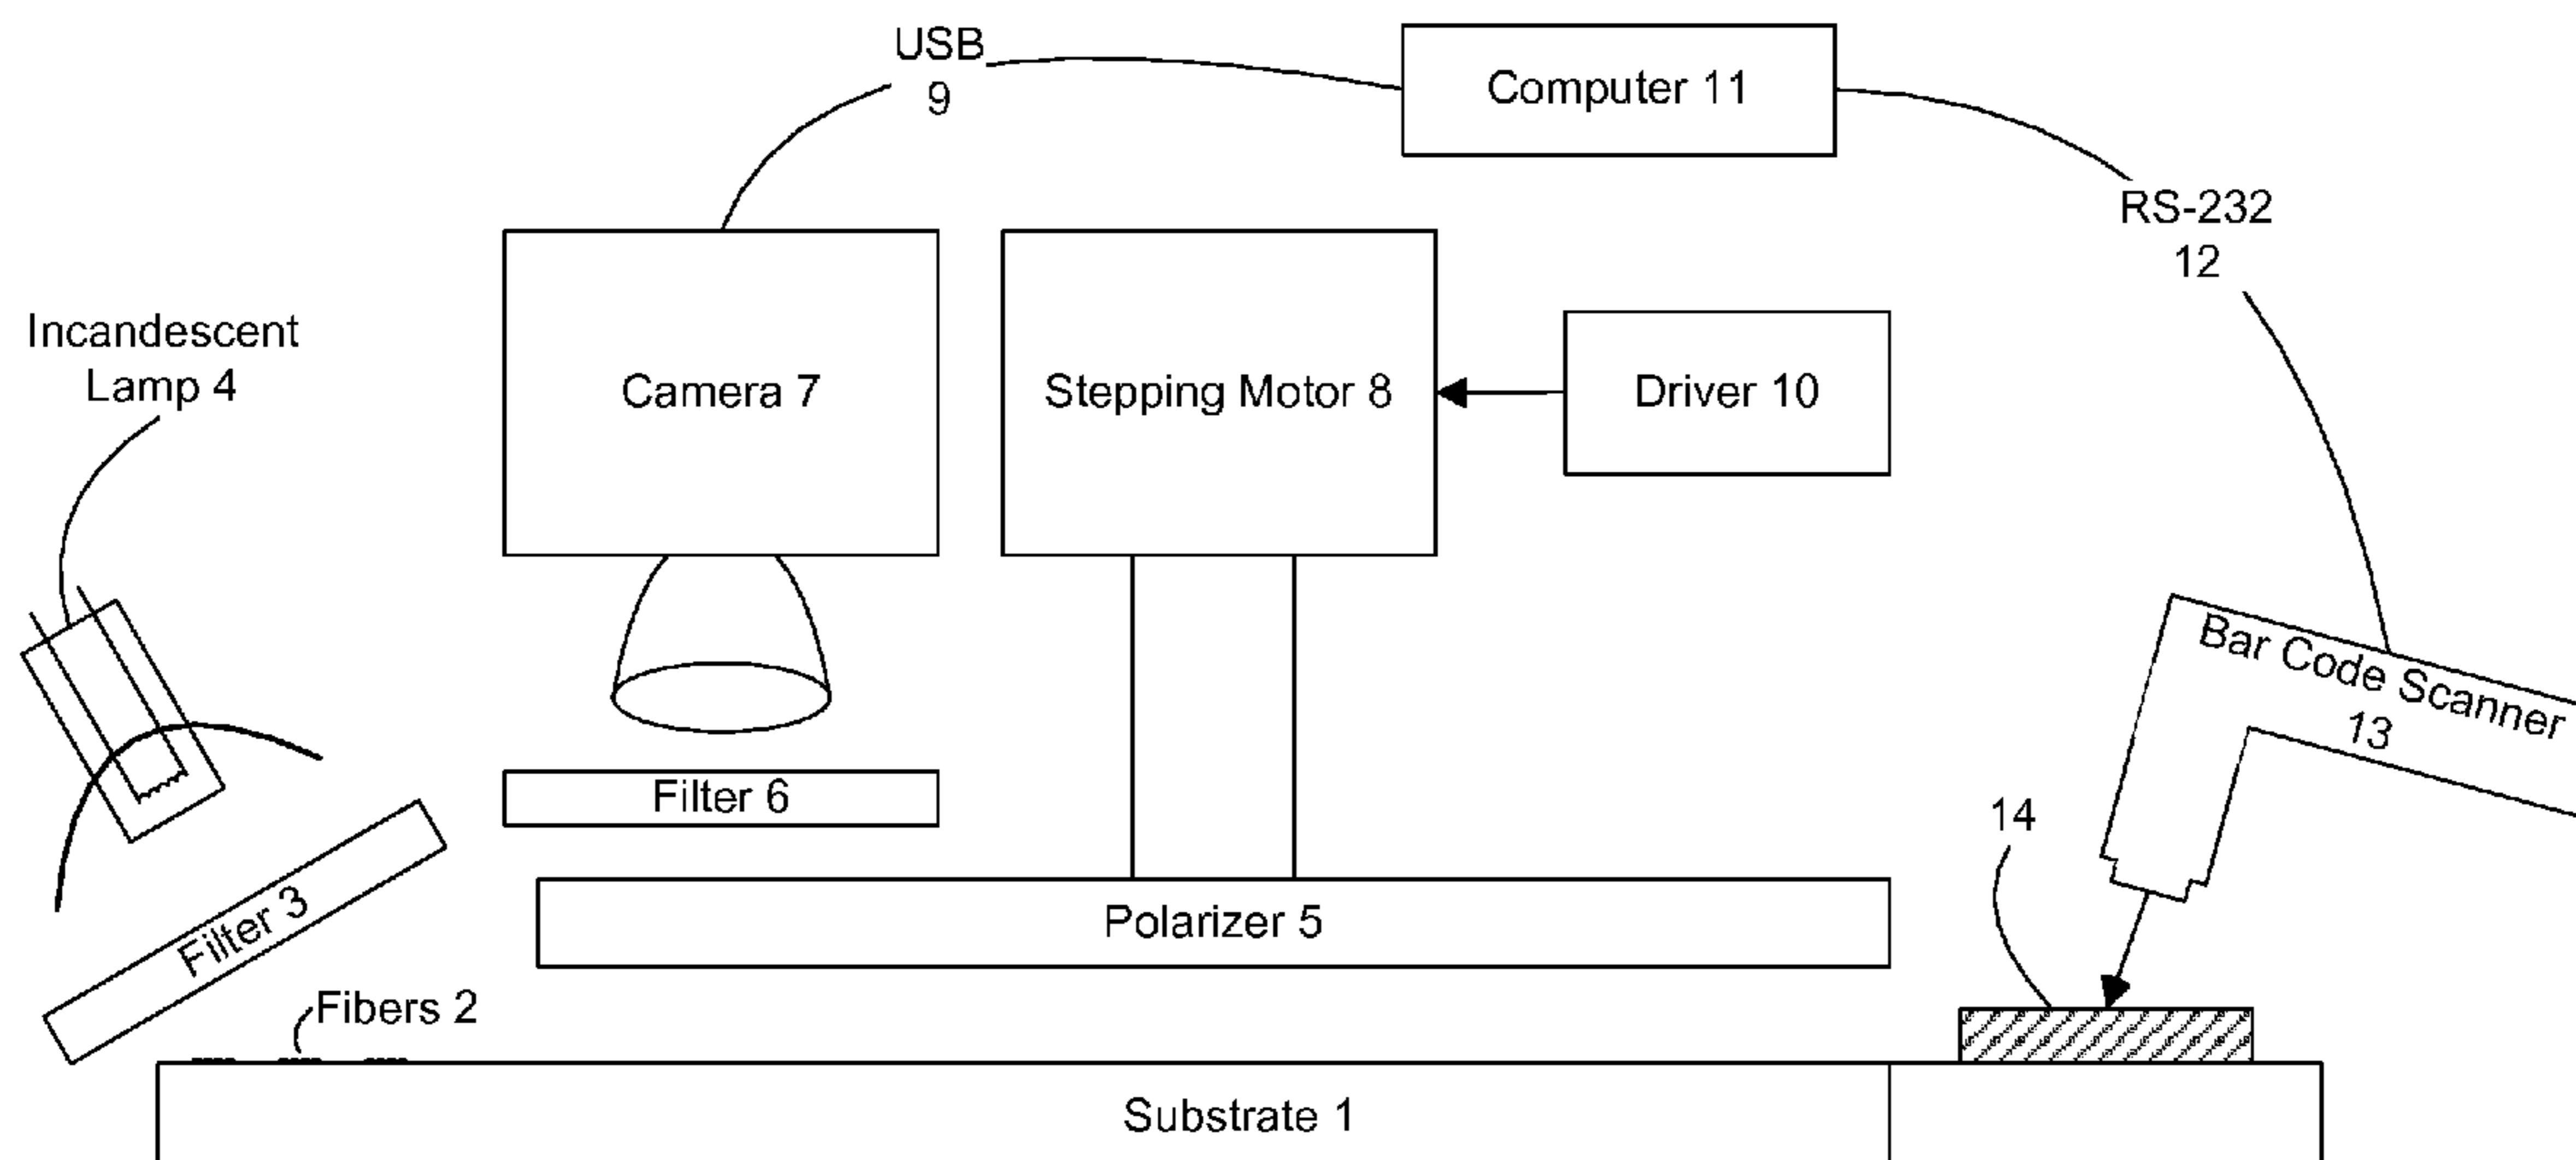 USB
9
Computer 11
RS-232
12
Incandescent
Lamp 4
Camera 7
Stepping Motor 8
Driver 10
Bar Code Scanner
13
Filter 6
14
Filter 3
Polarizer 5
Fibers 2
Substrate 1